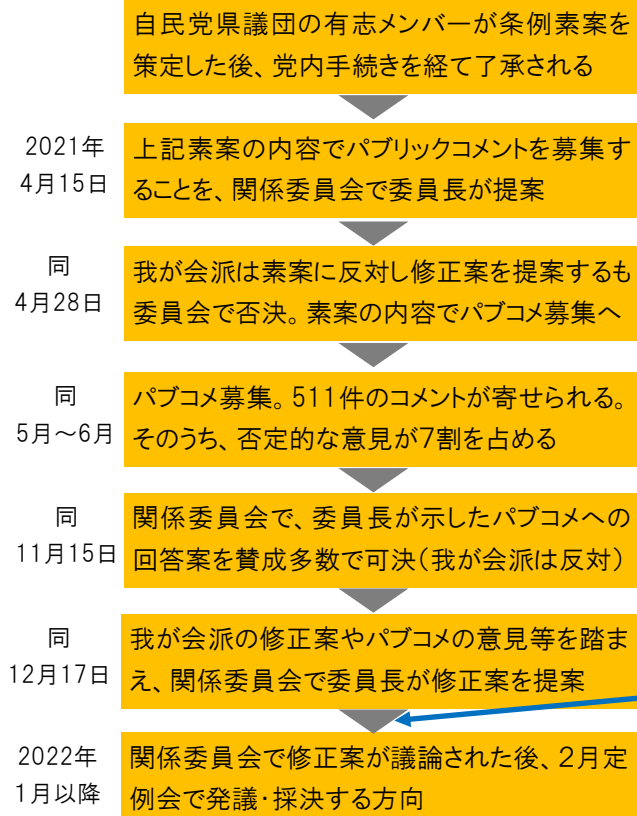 自民党県議団の有志メンバーが条例素案を
策定した後、党内手続きを経て了承される
2021年
4月15日
上記素案の内容でパブリックコメントを募集す
ることを、関係委員会で委員長が提案
同
4月28日
我が会派は素案に反対し修正案を提案するも
委員会で否決。素案の内容でパブコメ募集へ
同
5月～6月
パブコメ募集。511件のコメントが寄せられる。
そのうち、否定的な意見が7割を占める
同
11月15日
関係委員会で、委員長が示したパブコメへの
回答案を賛成多数で可決（我が会派は反対）
同
12月17日
我が会派の修正案やパブコメの意見等を踏ま
え、関係委員会で委員長が修正案を提案
2022年
1月以降
関係委員会で修正案が議論された後、2月定
例会で発議・採決する方向